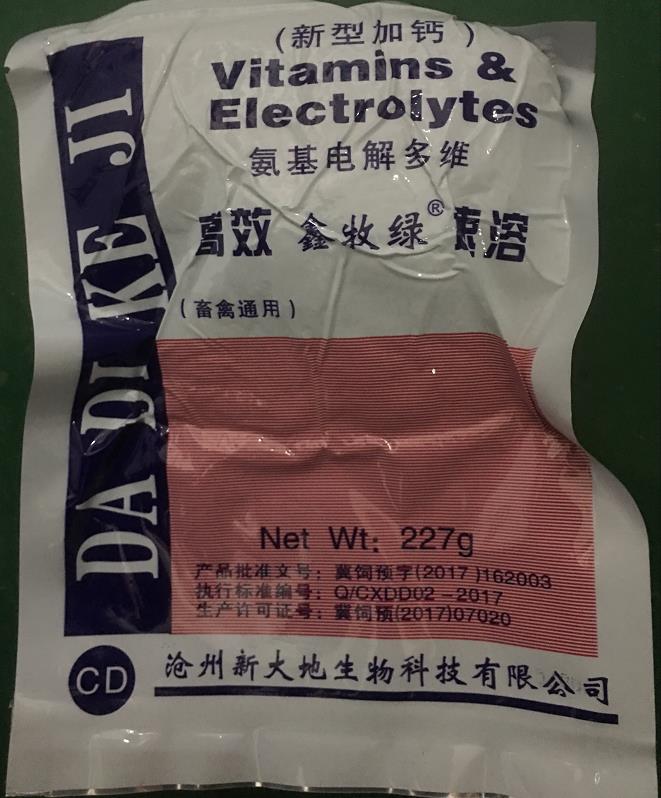 (新型加钙)
Vitamins &
Electrolytes
氨基电解多维
高效 鑫牧绿® 速溶
(畜禽通用)
DA DI KE JI
Net Wt: 227g
产品批准文号: 冀饲预字(2017)162003
执行标准编号: Q/CXDD02-2017
生产许可证号: 冀饲预(2017)07020
CD
沧州新大地生物科技有限公司